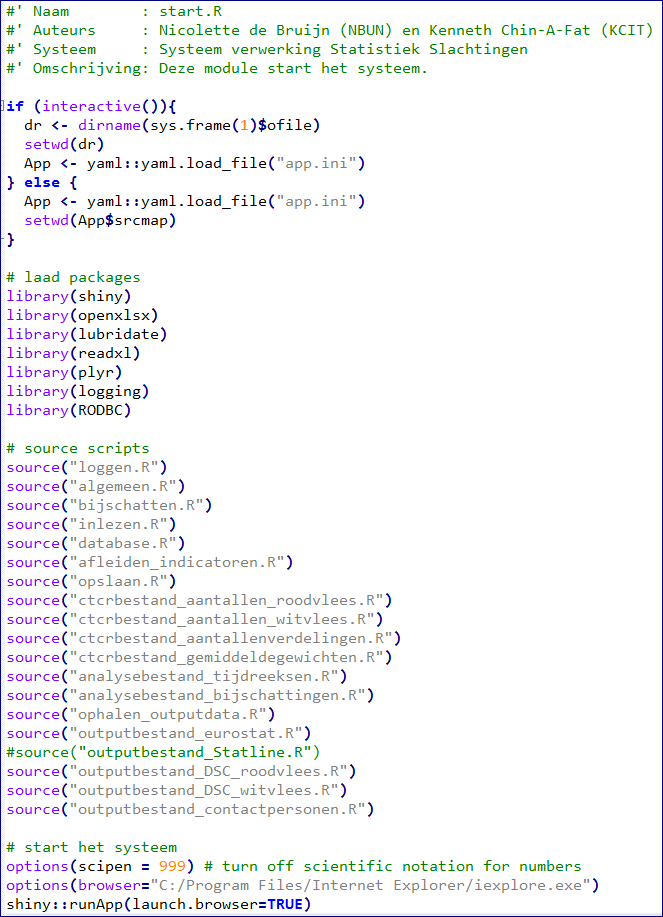 #' Naam        : start.R
#' Auteurs     : Nicolette de Bruijn (NBUN) en Kenneth Chin-A-Fat (KCIT)
#' Systeem     : Systeem verwerking Statistiek Slachtingen
#' Omschrijving: Deze module start het systeem.

if (interactive()){
  dr <- dirname(sys.frame(1)$ofile)
  setwd(dr)
  App <- yaml::yaml.load_file("app.ini")
} else {
  App <- yaml::yaml.load_file("app.ini")
  setwd(App$srcmap)
}

# laad packages
library(shiny)
library(openxlsx)
library(lubridate)
library(readxl)
library(plyr)
library(logging)
library(RODBC)

# source scripts
source("loggen.R")
source("algemeen.R")
source("bijschatten.R")
source("inlezen.R")
source("database.R")
source("afleiden_indicatoren.R")
source("opslaan.R")
source("ctcrbestand_aantallen_roodvlees.R")
source("ctcrbestand_aantallen_witvlees.R")
source("ctcrbestand_aantallenverdelingen.R")
source("ctcrbestand_gemiddeldegewichten.R")
source("analysebestand_tijdreeksen.R")
source("analysebestand_bijschattingen.R")
source("ophalen_outputdata.R")
source("outputbestand_eurostat.R")
#source("outputbestand_Statline.R")
source("outputbestand_DSC_roodvlees.R")
source("outputbestand_DSC_witvlees.R")
source("outputbestand_contactpersonen.R")

# start het systeem
options(scipen = 999) # turn off scientific notation for numbers
options(browser="C:/Program Files/Internet Explorer/iexplore.exe")
shiny::runApp(launch.browser=TRUE)